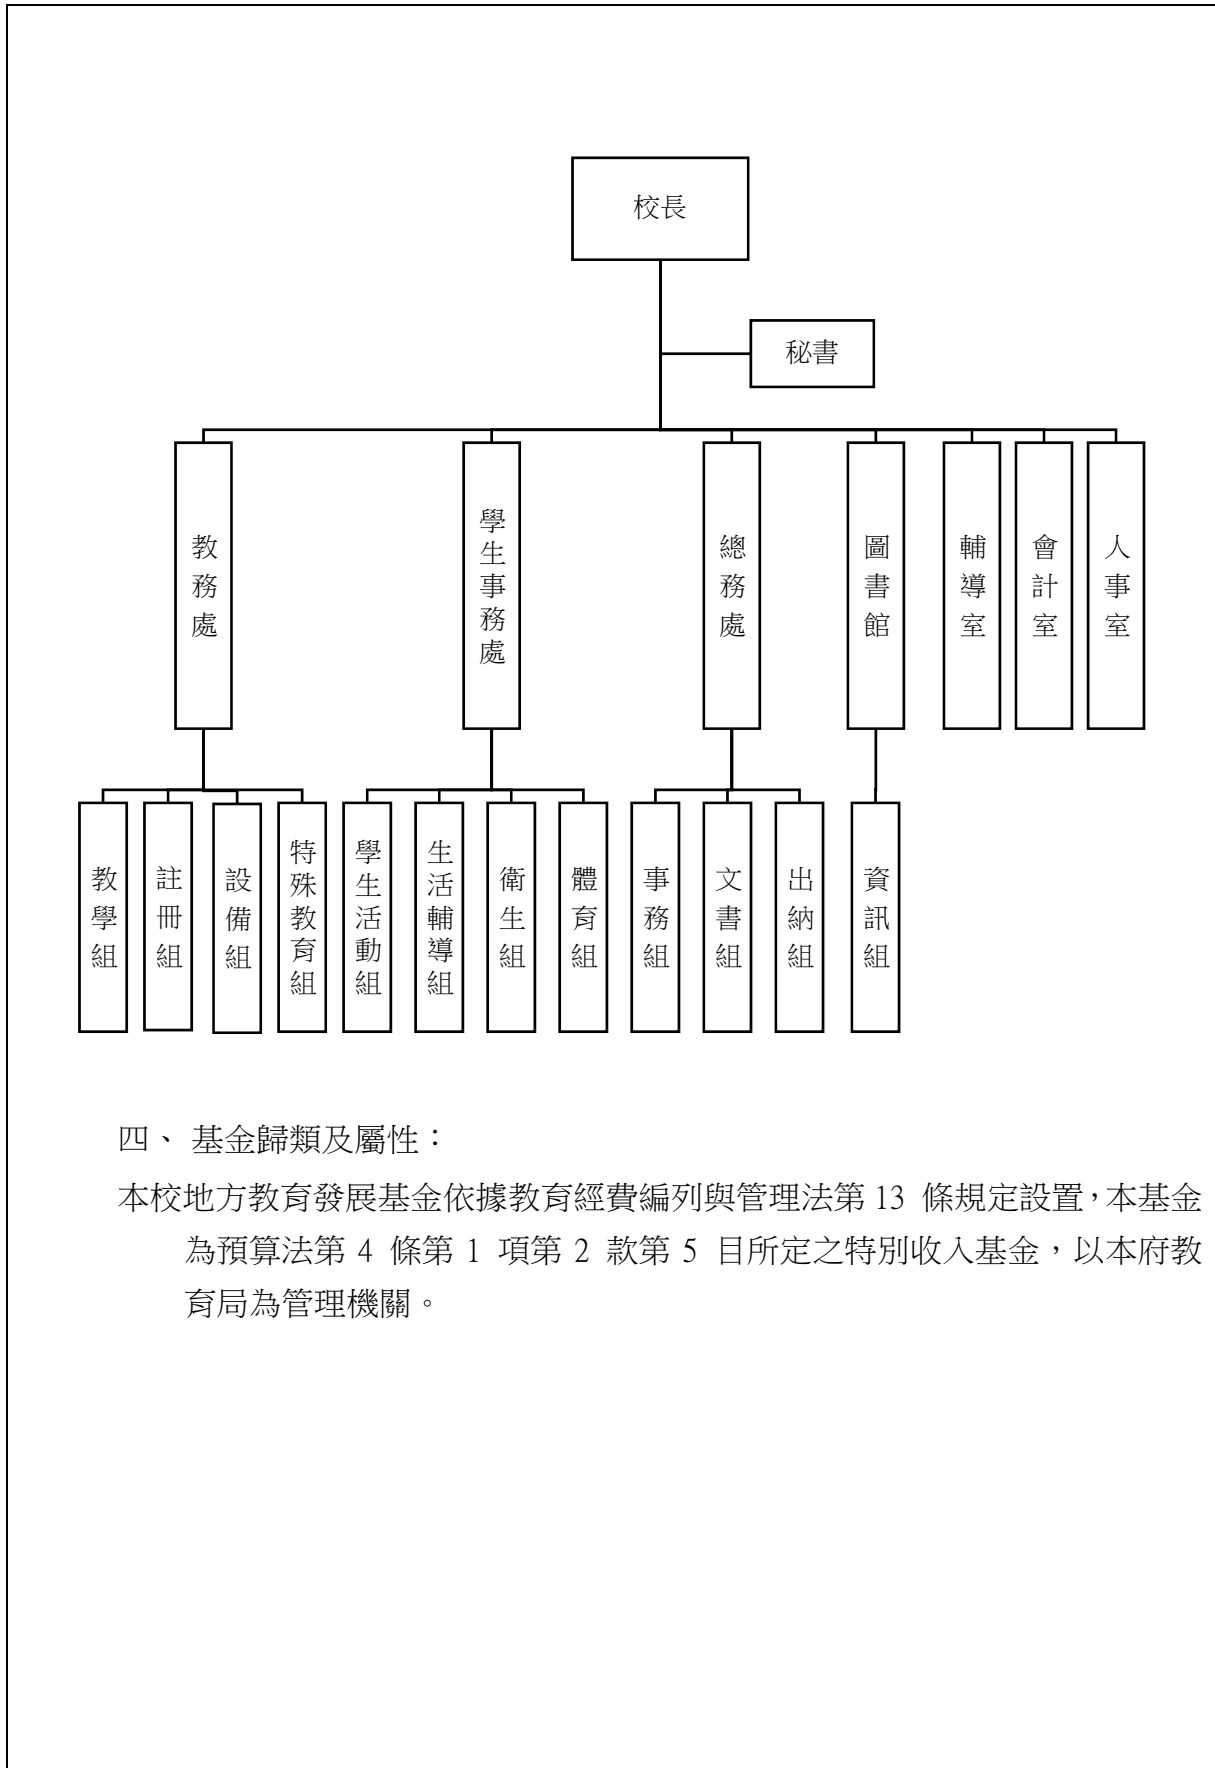 校長
秘書
教務處
學生事務處
總務處
圖書館
輔導室
會計室
人事室
教學組
註冊組
設備組
特殊教育組
學生活動組
生活輔導組
衛生組
體育組
事務組
文書組
出納組
資訊組
四、 基金歸類及屬性：
本校地方教育發展基金依據教育經費編列與管理法第 13 條規定設置，本基金
為預算法第 4 條第 1 項第 2 款第 5 目所定之特別收入基金，以本府教
育局為管理機關。